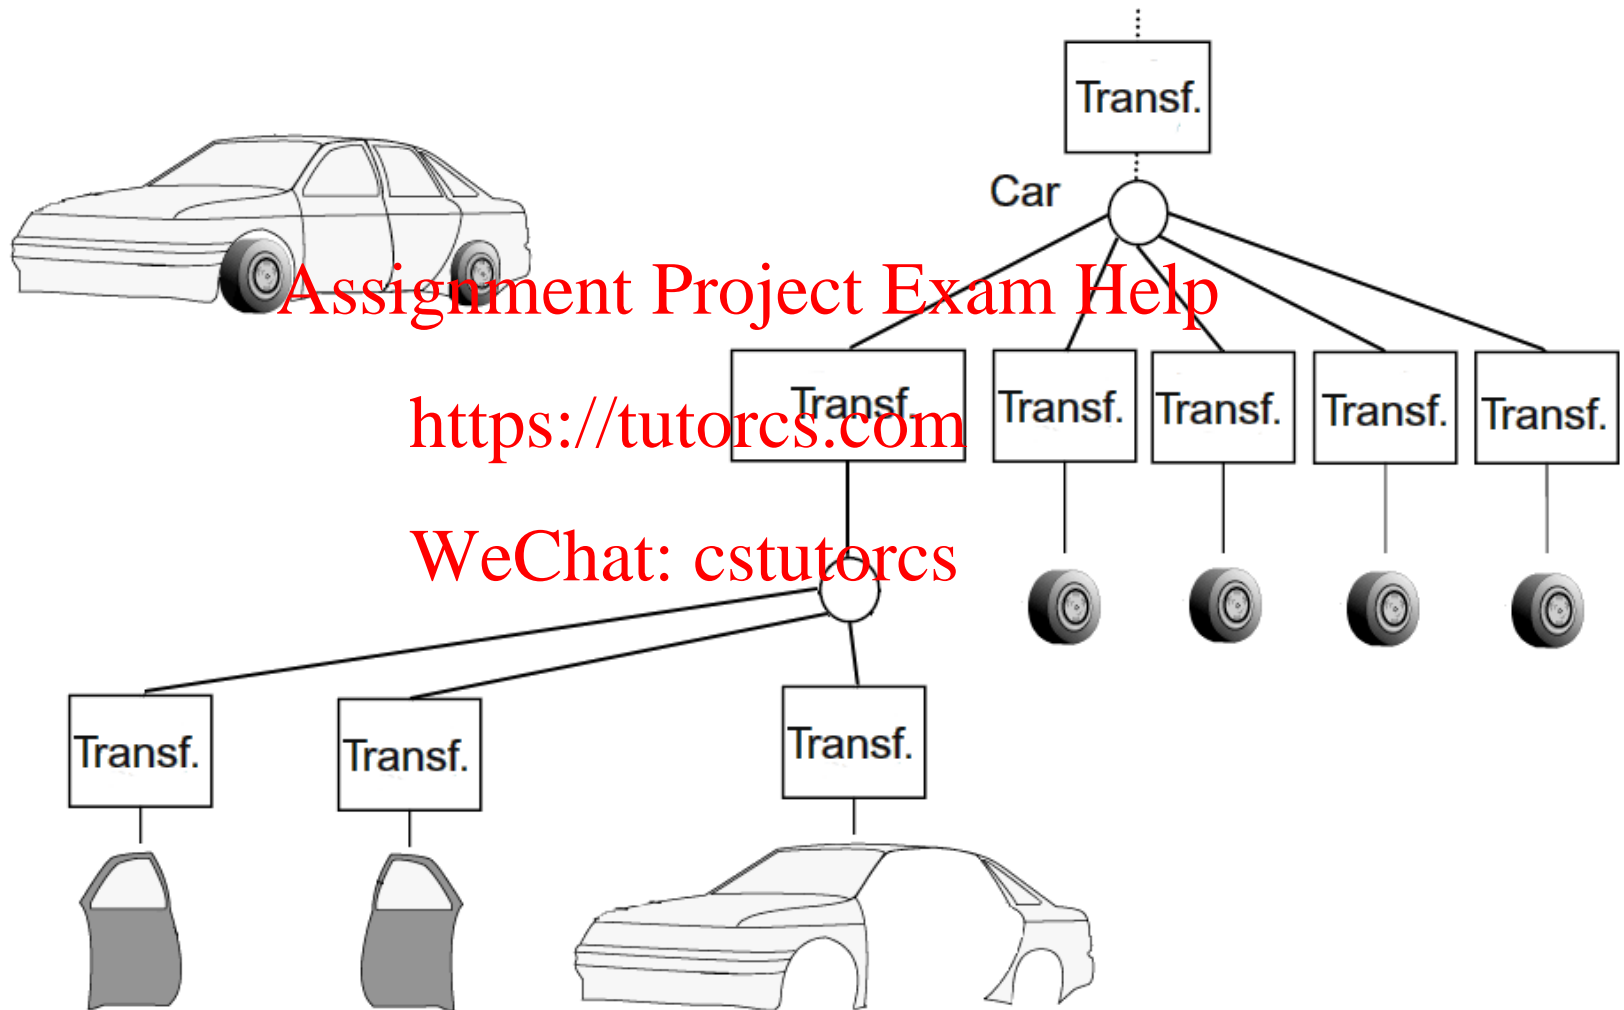 Transf.
Car
Assignment Project Exam Help
Transf.
Transf.
Transf.
Transf.
Transf.
https://tutorcs.com
WeChat: cstutorcs
Transf.
Transf.
Transf.